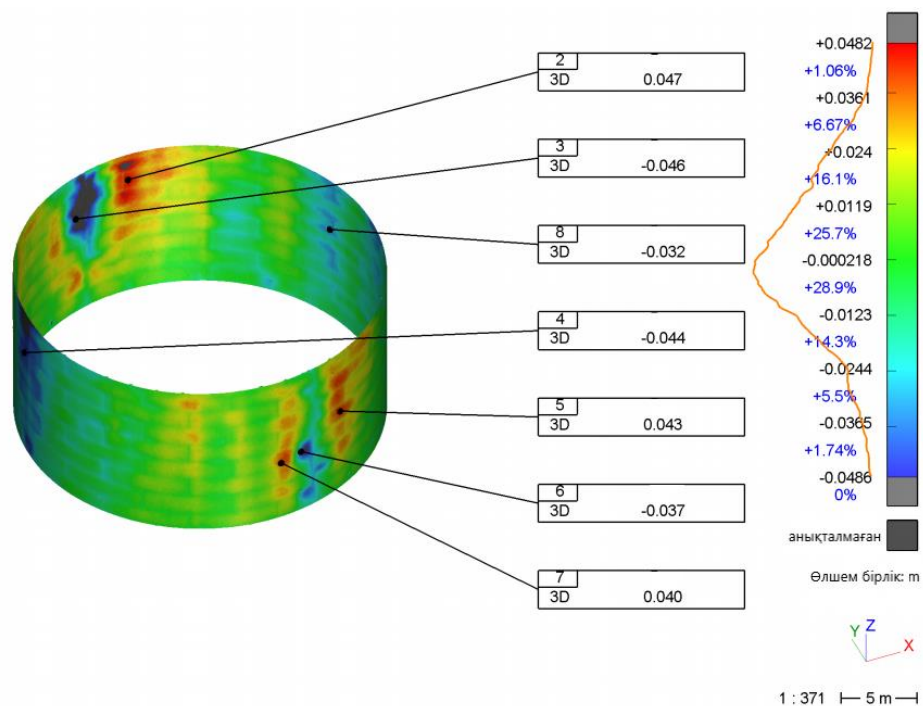 2
3D 0.047
3
3D -0.046
8
3D -0.032
4
3D -0.044
5
3D 0.043
6
3D -0.037
7
3D 0.040
+0.0482
+1.06%
+0.0361
+6.67%
+0.024
+16.1%
+0.0119
+25.7%
-0.000218
+28.9%
-0.0123
+14.3%
-0.0244
+5.5%
-0.0365
+1.74%
-0.0486
0%
анықталмаған
Өлшем бірлік: m
Y Z X
1 : 371 5 m